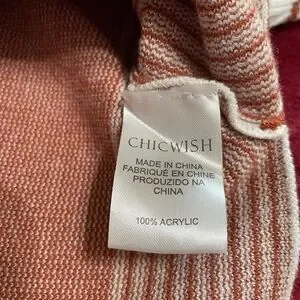 CHICWISH
MADE IN CHINA
FABRIQUÉ EN CHINE
PRODUZIDO NA
CHINA
100% ACRYLIC